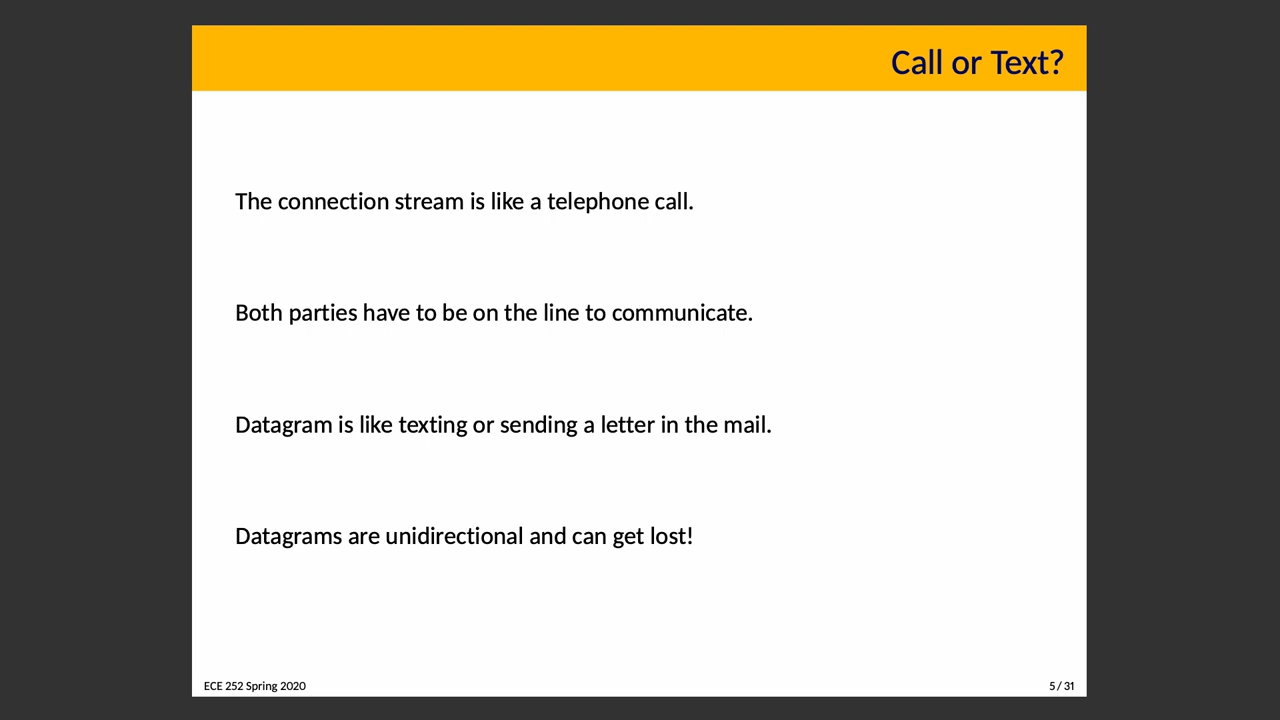 Call or Text?
The connection stream is like a telephone call.
Both parties have to be on the line to communicate.
Datagram is like texting or sending a letter in the mail.
Datagrams are unidirectional and can get lost!
ECE 252 Spring 2020
5 / 31